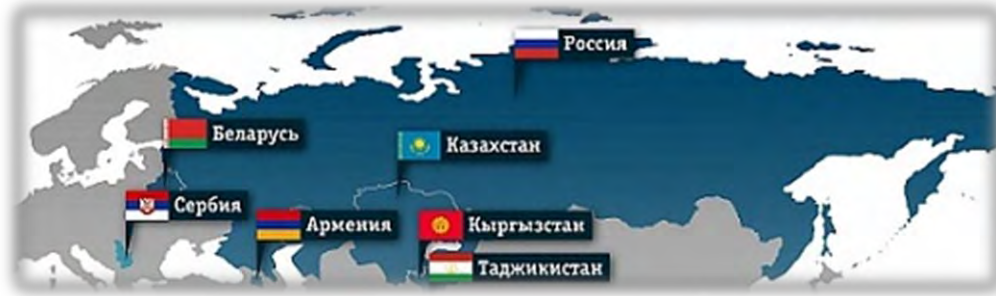 Россия
Беларусь
Казахстан
Сербия
Армения
Кыргызстан
Таджикистан